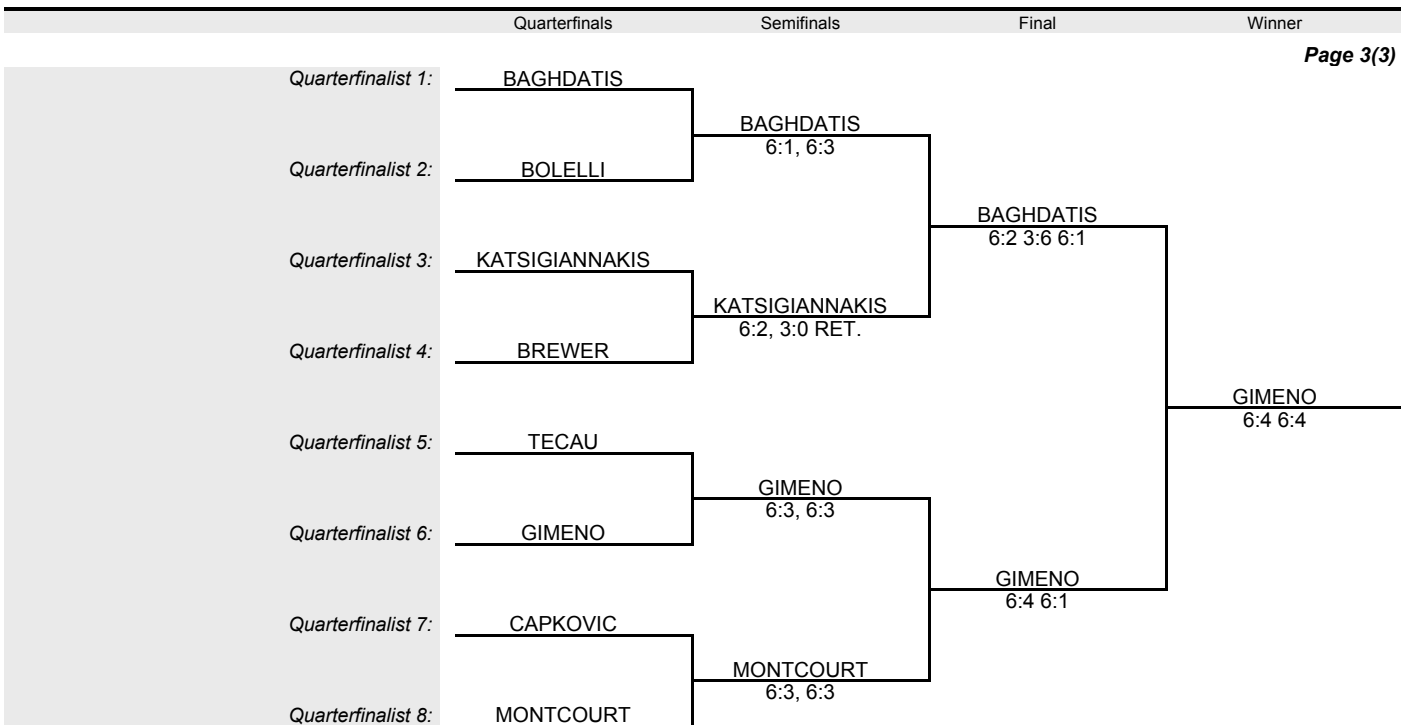 Quarterfinals Semifinals Final Winner
Page 3(3)
Quarterfinalist 1: BAGHDATIS
BAGHDATIS
6:1, 6:3
Quarterfinalist 2: BOLELLI
BAGHDATIS
6:2 3:6 6:1
Quarterfinalist 3: KATSIGIANNAKIS
KATSIGIANNAKIS
6:2, 3:0 RET.
Quarterfinalist 4: BREWER
GIMENO
6:4 6:4
Quarterfinalist 5: TECAU
GIMENO
6:3, 6:3
Quarterfinalist 6: GIMENO
GIMENO
6:4 6:1
Quarterfinalist 7: CAPKOVIC
MONTCOURT
6:3, 6:3
Quarterfinalist 8: MONTCOURT